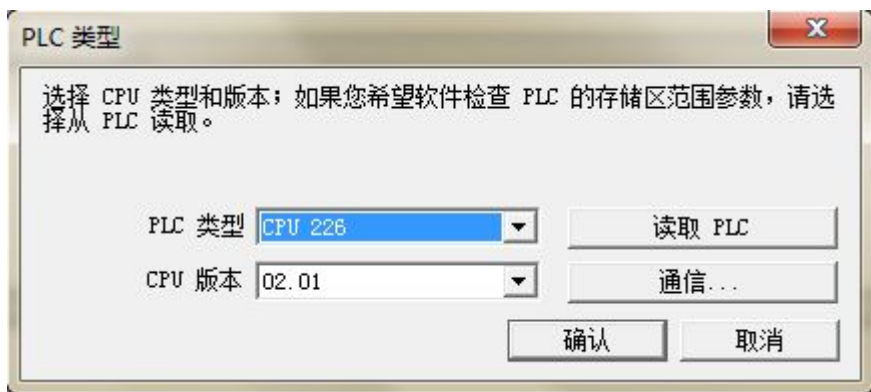 PLC 类型
选择 CPU 类型和版本；如果您希望软件检查 PLC 的存储区范围参数，请选
择从 PLC 读取。
PLC 类型 CPU 226 读取 PLC
CPU 版本 02.01 通信...
确认 取消